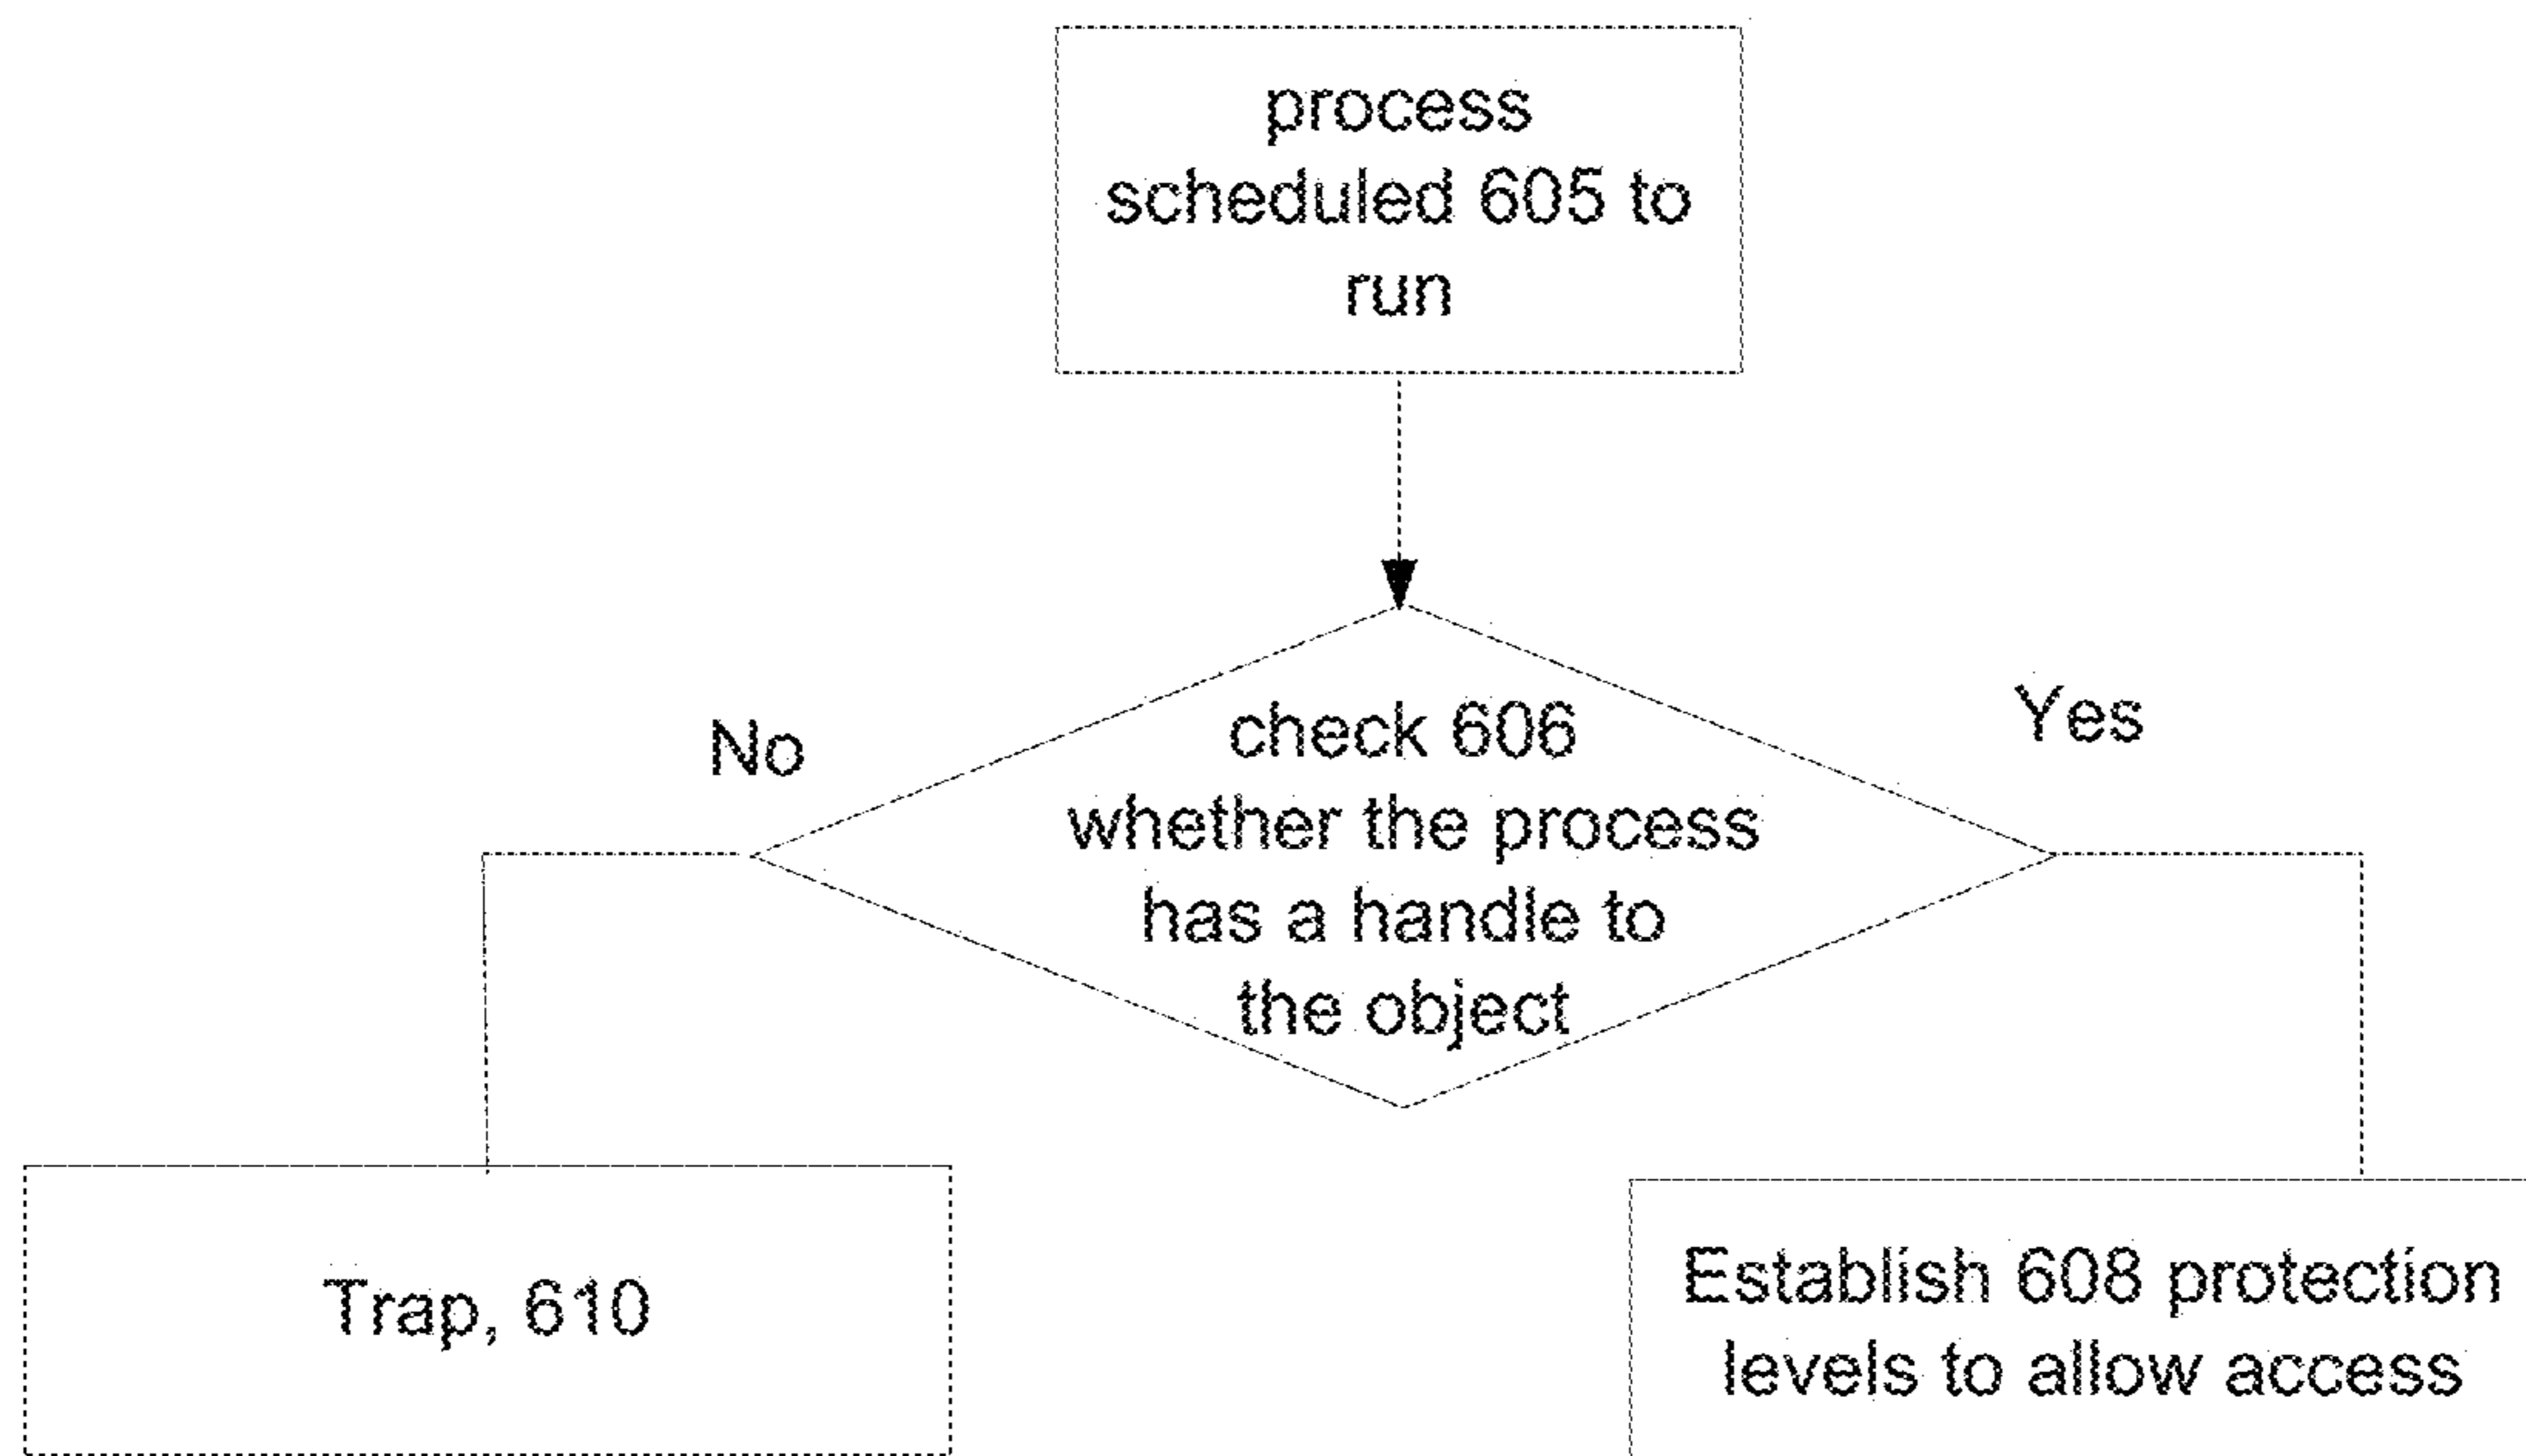 process
scheduled 605 to
run
No
Yes
check 606
whether the process
has a handle to
the object
Trap, 610
Establish 608 protection
levels to allow access